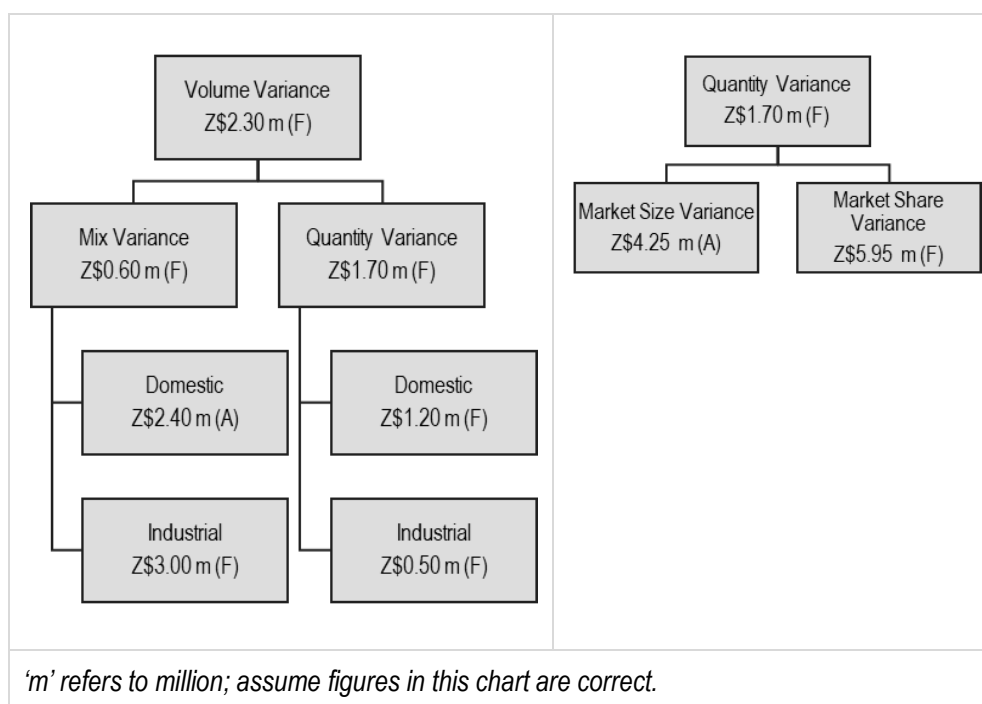 Volume Variance
Z$2.30 m (F)
Mix Variance
Z$0.60 m (F)
Quantity Variance
Z$1.70 m (F)
Domestic
Z$2.40 m (A)
Domestic
Z$1.20 m (F)
Industrial
Z$3.00 m (F)
Industrial
Z$0.50 m (F)
Quantity Variance
Z$1.70 m (F)
Market Size Variance
Z$4.25 m (A)
Market Share
Variance
Z$5.95 m (F)
‘m’ refers to million; assume figures in this chart are correct.